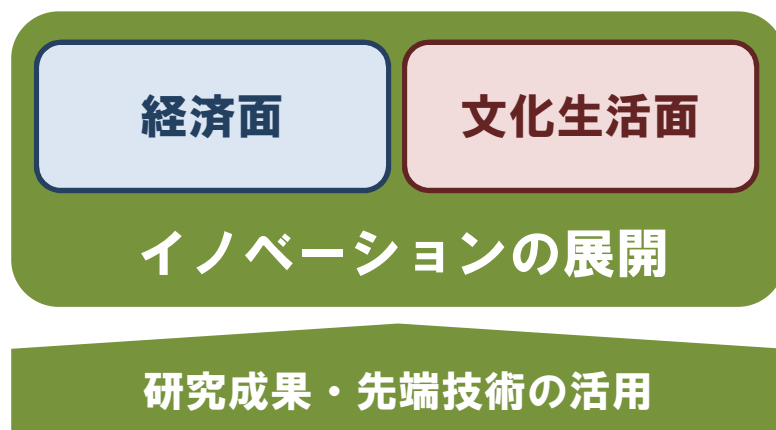 経済面
文化生活面
イノベーションの展開
研究成果・先端技術の活用